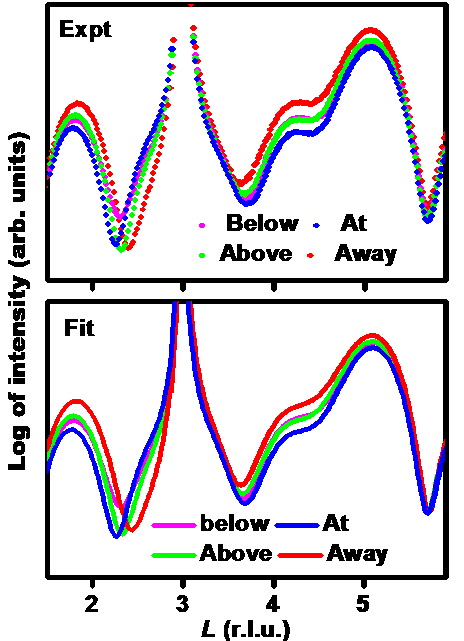 Expt
Below At
Above Away
Log of intensity (arb. units)
Fit
below At
Above Away
2 3 4 5
L (r.l.u.)